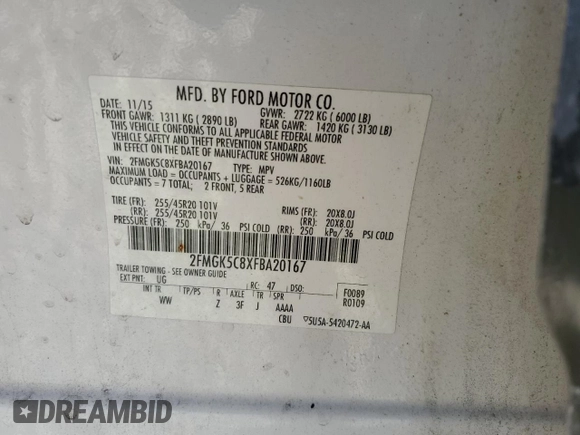 MFD. BY FORD MOTOR CO.
DATE: 11/15 GVWR: 2722 KG ( 6000 LB)
FRONT GAWR: 1311 KG ( 2890 LB) REAR GAWR: 1420 KG ( 3130 LB)
THIS VEHICLE CONFORMS TO ALL APPLICABLE FEDERAL MOTOR
VEHICLE SAFETY AND THEFT PREVENTION STANDARDS
IN EFFECT ON THE DATE OF MANUFACTURE SHOWN ABOVE.
VIN: 2FMGK5C8XFBA20167 TYPE: MPV
MAXIMUM LOAD = OCCUPANTS + LUGGAGE = 526KG/1160LB
OCCUPANTS = 7 TOTAL; 2 FRONT, 5 REAR
TIRE (FR): 255/45R20 101V RIMS (FR): 20X8.0J
(RR): 255/45R20 101V (RR): 20X8.0J
PRESSURE (FR): 250 kPa/ 36 PSI COLD (RR): 250 kPa/ 36 PSI COLD
2FMGK5C8XFBA20167
TRAILER TOWING - SEE OWNER GUIDE
EXT PNT: UG RC: 47 DSO: F0089
R0109
INT TR TP/PS R AXLE TR SPR
WW Z 3F J AAAA
CBU ▽5U5A-5420472-AA
DREAMBID